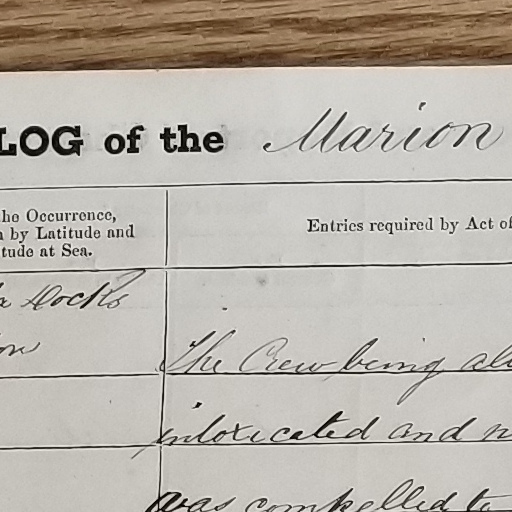 LOG of the Marion
he Occurrence,
by Latitude and
tude at Sea.
Entries required by Act of
Docks
on
The Crew being al
intoxicated and n
was compelled to